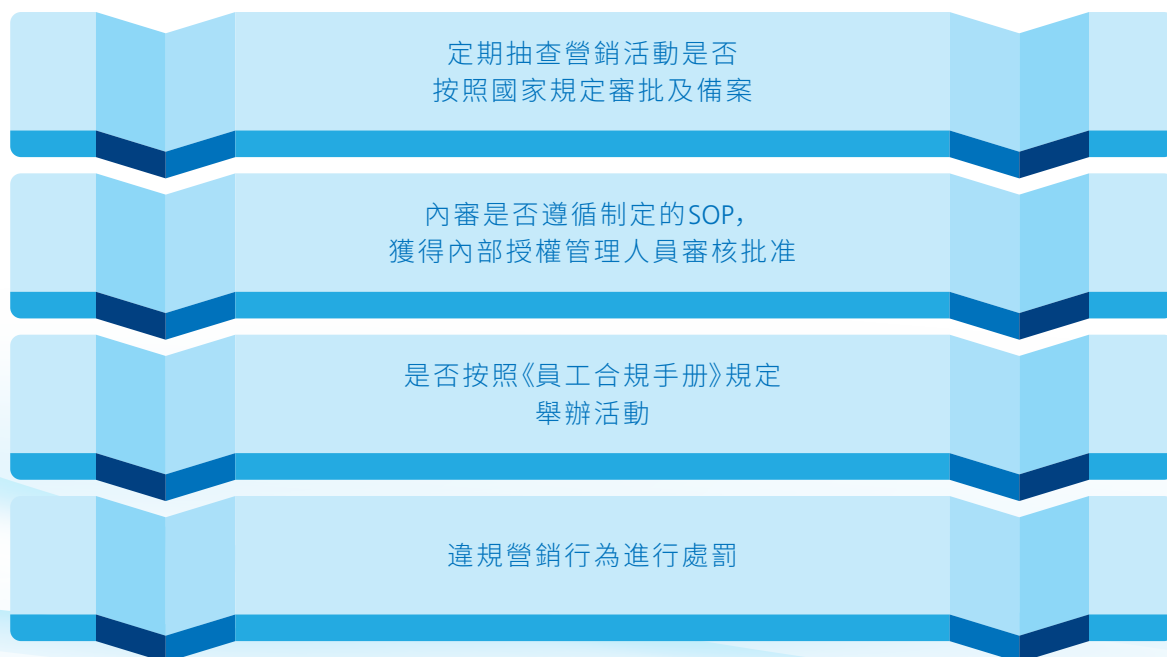 定期抽查營銷活動是否
按照國家規定審批及備案
內審是否遵循制定的SOP，
獲得內部授權管理人員審核批准
是否按照《員工合規手册》規定
舉辦活動
違規營銷行為進行處罰